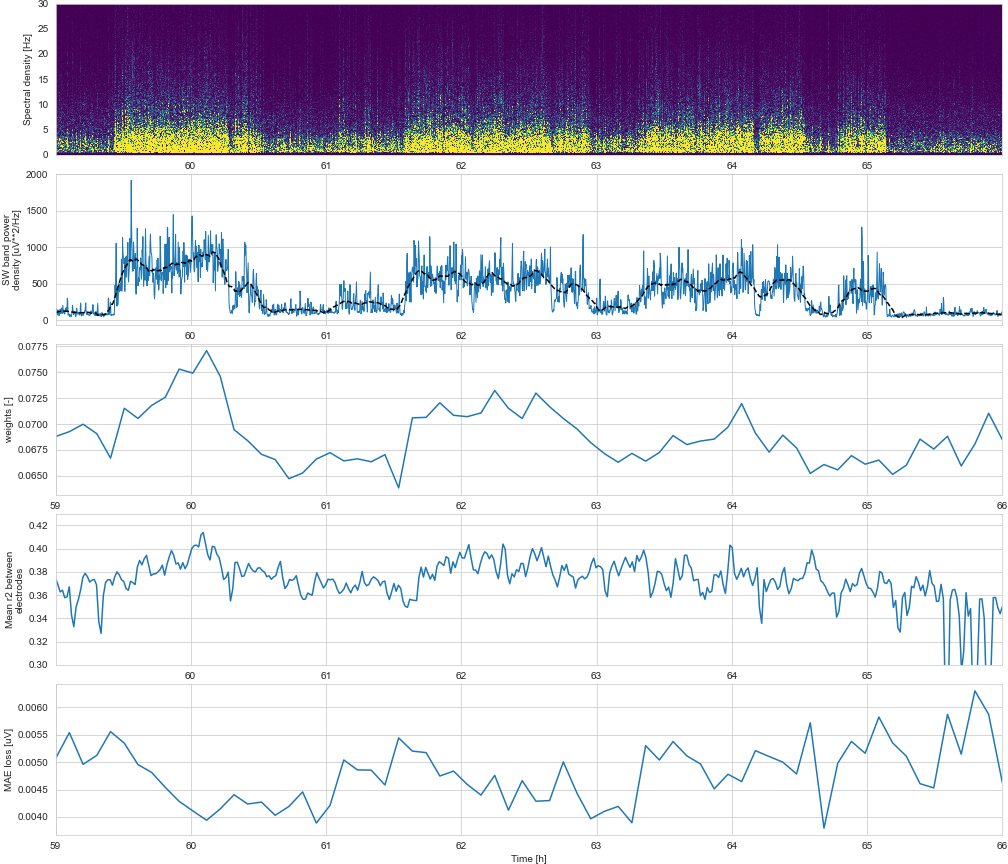 30
25
20
15
10
5
0
Spectral density [Hz]
60 61 62 63 64 65
2000
1500
1000
500
0
SW band power
density [uV**2/Hz]
60 61 62 63 64 65
0.0775
0.0750
0.0725
0.0700
0.0675
0.0650
weights [-]
59 60 61 62 63 64 65 66
0.42
0.40
0.38
0.36
0.34
0.32
0.30
Mean r2 between
electrodes
60 61 62 63 64 65
0.0060
0.0055
0.0050
0.0045
0.0040
MAE loss [uV]
59 60 61 62 63 64 65 66
Time [h]